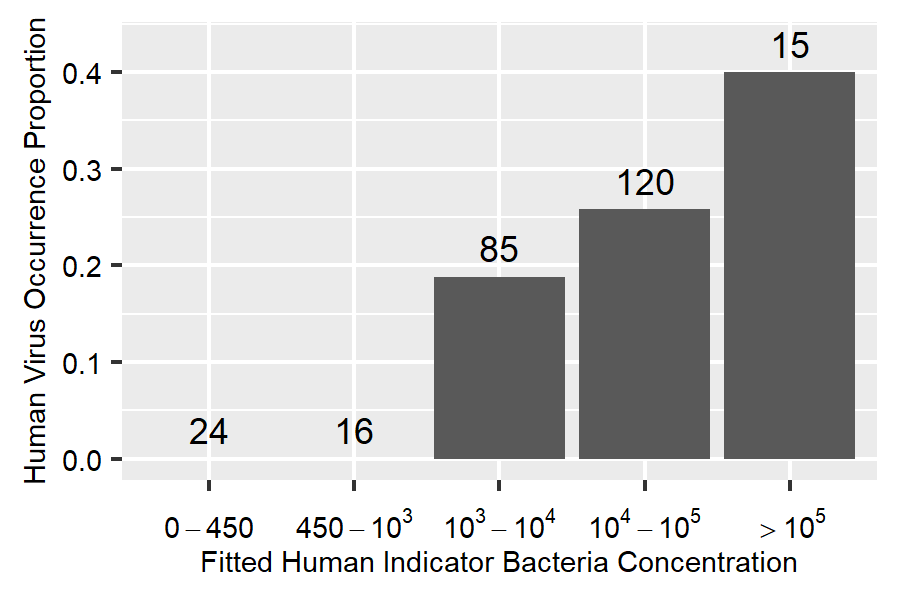 Human Virus Occurrence Proportion
0.4
0.3
0.2
0.1
0.0
24
16
85
120
15
0 − 450
450 − 10³
10³ − 10⁴
10⁴ − 10⁵
> 10⁵
Fitted Human Indicator Bacteria Concentration